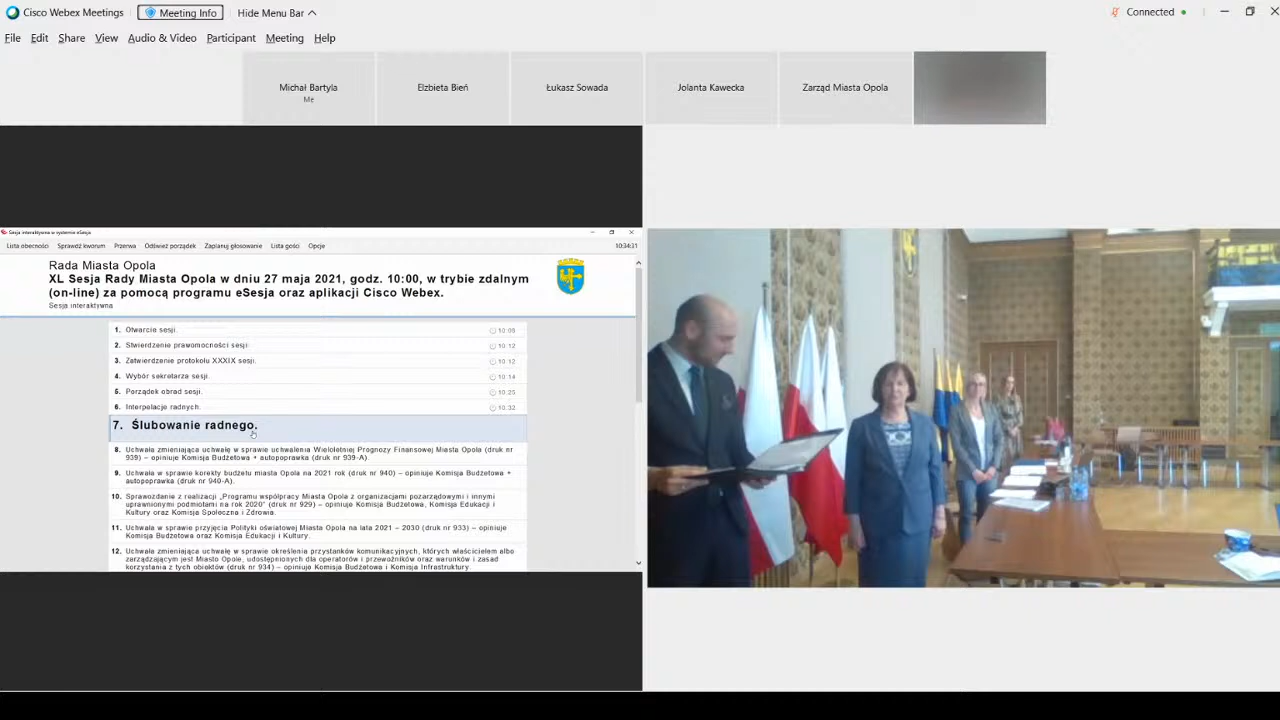 Cisco Webex Meetings
Meeting Info
Hide Menu Bar
Connected
File Edit Share View Audio & Video Participant Meeting Help
Michał Bartyla
Me
Elzbieta Bień
Łukasz Sowada
Jolanta Kawecka
Zarząd Miasta Opola
Sesja interaktywna w systemie eSesja
Lista obecności Sprawdź kworum Przerwa Odśwież porządek Zaplanuj głosowanie Lista gości Opcje 10:34:31
Rada Miasta Opola
XL Sesja Rady Miasta Opola w dniu 27 maja 2021, godz. 10:00, w trybie zdalnym
(on-line) za pomocą programu eSesja oraz aplikacji Cisco Webex.
Sesja interaktywna
1. Otwarcie sesji. 10:09
2. Stwierdzenie prawomocności sesji. 10:12
3. Zatwierdzenie protokołu XXXIX sesji. 10:12
4. Wybór sekretarza sesji. 10:14
5. Porządek obrad sesji. 10:25
6. Interpelacje radnych. 10:32
7. Ślubowanie radnego.
8. Uchwała zmieniająca uchwałę w sprawie uchwalenia Wieloletniej Prognozy Finansowej Miasta Opola (druk nr
939) – opiniuje Komisja Budżetowa + autopoprawka (druk nr 939-A).
9. Uchwała w sprawie korekty budżetu miasta Opola na 2021 rok (druk nr 940) – opiniuje Komisja Budżetowa +
autopoprawka (druk nr 940-A).
10. Sprawozdanie z realizacji „Programu współpracy Miasta Opola z organizacjami pozarządowymi i innymi
uprawnionymi podmiotami na rok 2020” (druk nr 929) – opiniuje Komisja Budżetowa, Komisja Edukacji i
Kultury oraz Komisja Społeczna i Zdrowia.
11. Uchwała w sprawie przyjęcia Polityki oświatowej Miasta Opola na lata 2021 – 2030 (druk nr 933) – opiniuje
Komisja Budżetowa oraz Komisja Edukacji i Kultury.
12. Uchwała zmieniająca uchwałę w sprawie określenia przystanków komunikacyjnych, których właścicielem albo
zarządzającym jest Miasto Opole, udostępnionych dla operatorów i przewoźników oraz warunków i zasad
korzystania z tych obiektów (druk nr 934) – opiniuje Komisja Budżetowa i Komisja Infrastruktury.